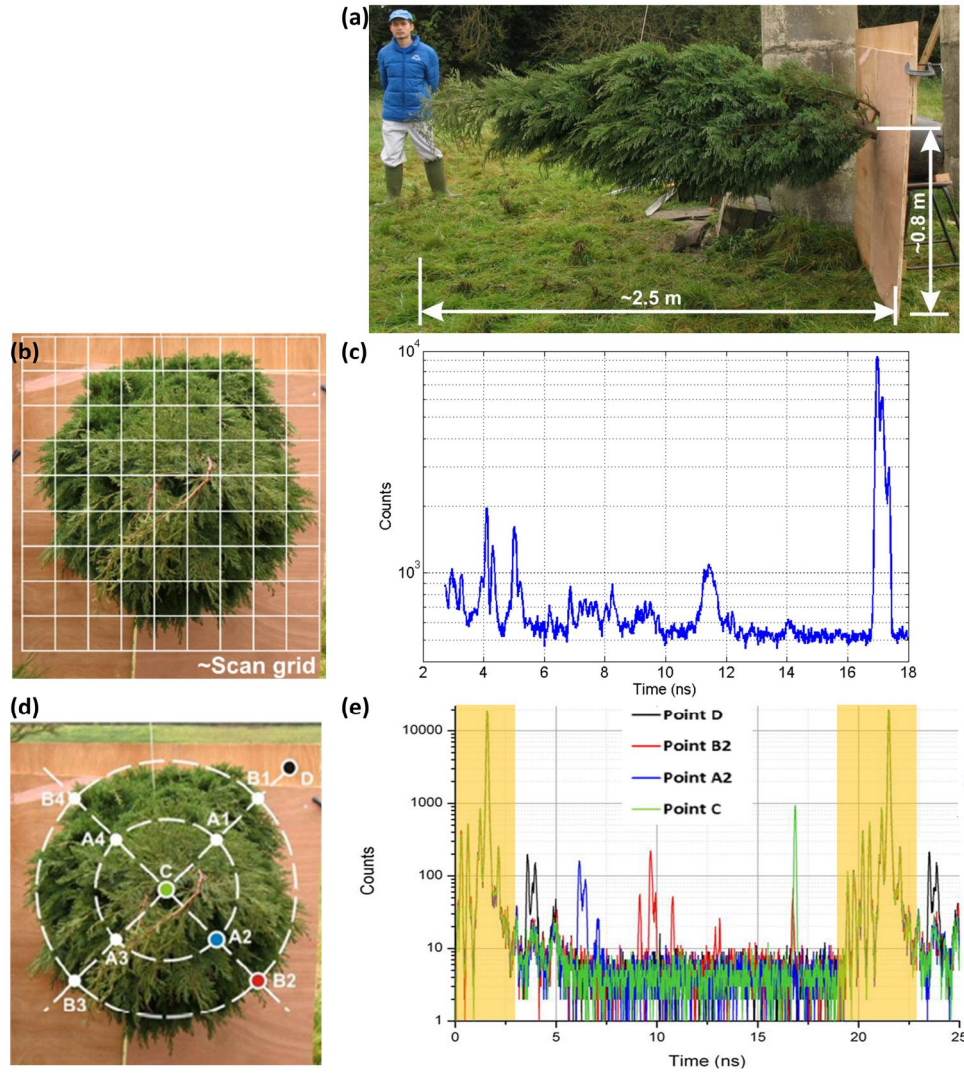 (a)
~0.8 m
~2.5 m
(b)
~Scan grid
(c)
10^4
10^3
Counts
2 4 6 8 10 12 14 16 18
Time (ns)
(d)
B1
D
B4
A4
A1
C
A3
A2
B3
B2
(e)
10000
1000
100
10
1
Counts
Point D
Point B2
Point A2
Point C
0 5 10 15 20 25
Time (ns)